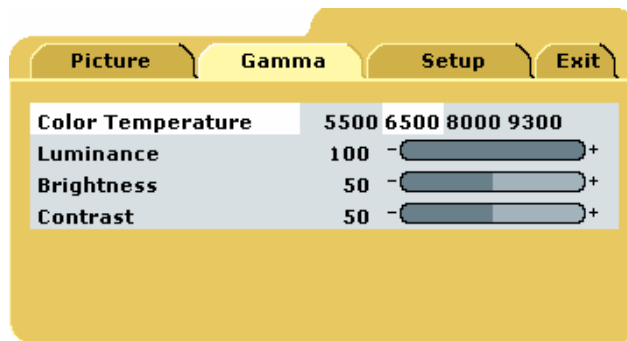 Picture Gamma Setup Exit
Color Temperature 5500 6500 8000 9300
Luminance 100 - +
Brightness 50 - +
Contrast 50 - +